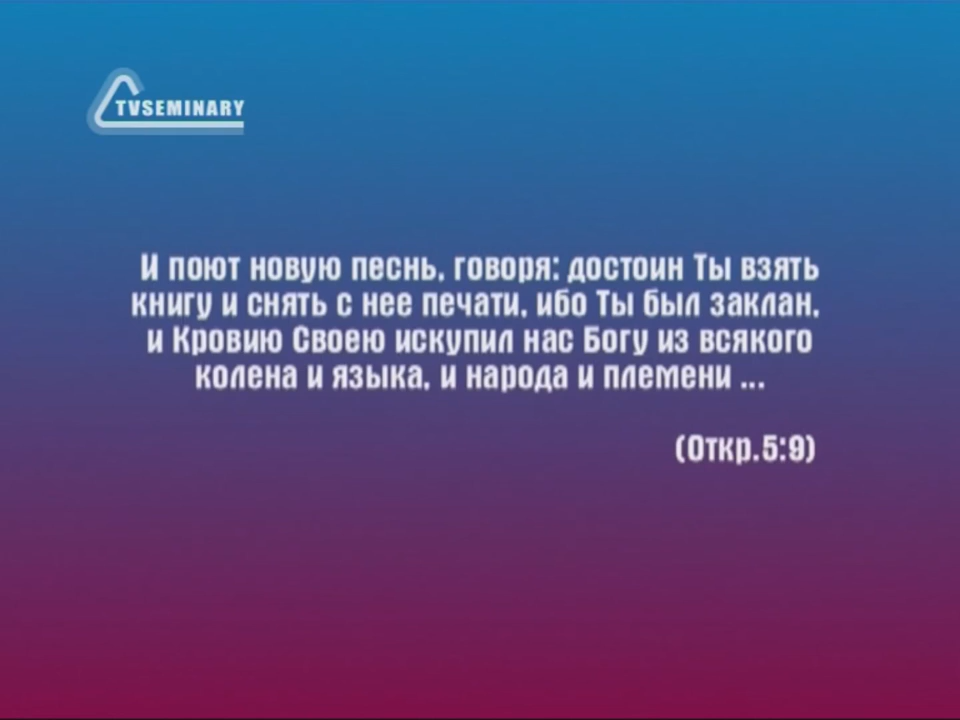 TVSEMINARY
И поют новую песнь, говоря: достоин Ты взять
книгу и снять с нее печати, ибо Ты был заклан,
и Кровию Своею искупил нас Богу из всякого
колена и языка, и народа и племени ...
(Откр.5:9)